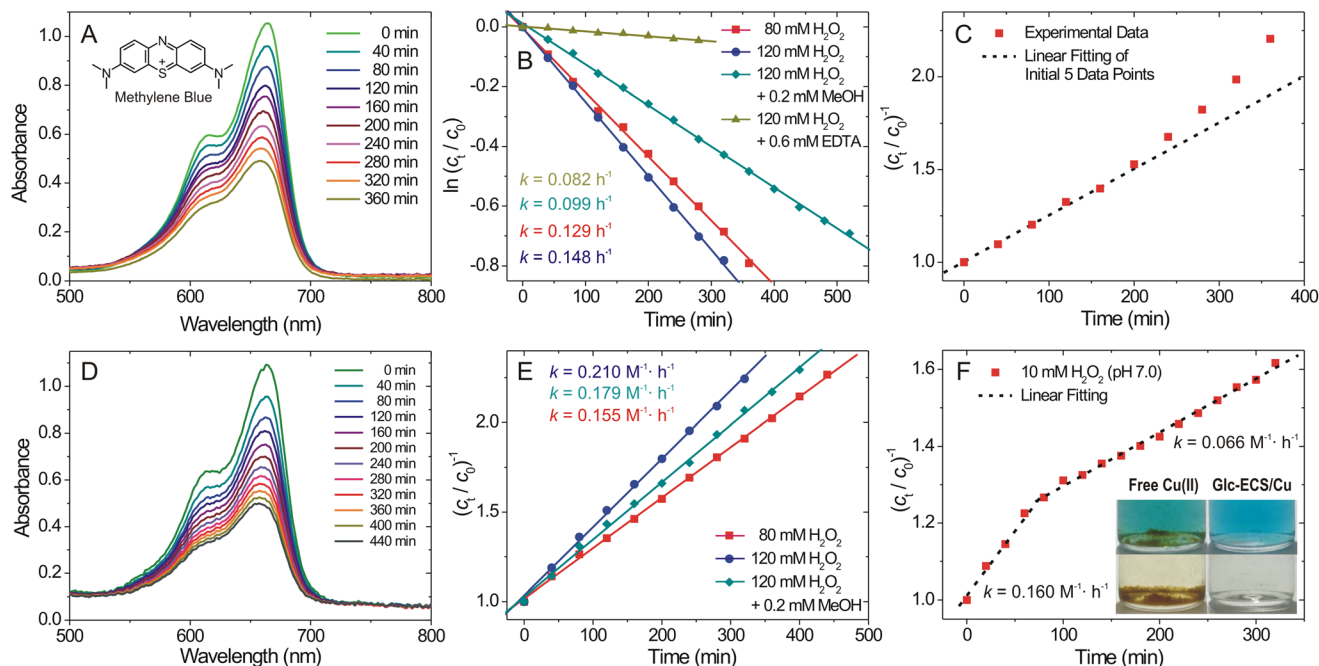 A
N
N
S
+
N
Methylene Blue
0 min
40 min
80 min
120 min
160 min
200 min
240 min
280 min
320 min
360 min
1.0
0.8
0.6
0.4
0.2
0.0
Absorbance
500
600
700
800
Wavelength (nm)
B
80 mM H₂O₂
120 mM H₂O₂
120 mM H₂O₂
+ 0.2 mM MeOH
120 mM H₂O₂
+ 0.6 mM EDTA
k = 0.082 h⁻¹
k = 0.099 h⁻¹
k = 0.129 h⁻¹
k = 0.148 h⁻¹
0.0
-0.2
-0.4
-0.6
-0.8
ln (cₜ / c₀)
0
100
200
300
400
500
Time (min)
C
Experimental Data
Linear Fitting of
Initial 5 Data Points
2.0
1.5
1.0
(cₜ / c₀)⁻¹
0
100
200
300
400
Time (min)
D
0 min
40 min
80 min
120 min
160 min
200 min
240 min
280 min
320 min
360 min
400 min
440 min
1.0
0.8
0.6
0.4
0.2
0.0
Absorbance
500
600
700
800
Wavelength (nm)
E
k = 0.210 M⁻¹· h⁻¹
k = 0.179 M⁻¹· h⁻¹
k = 0.155 M⁻¹· h⁻¹
80 mM H₂O₂
120 mM H₂O₂
120 mM H₂O₂
+ 0.2 mM MeOH
2.0
1.5
1.0
(cₜ / c₀)⁻¹
0
100
200
300
400
500
Time (min)
F
10 mM H₂O₂ (pH 7.0)
Linear Fitting
k = 0.066 M⁻¹· h⁻¹
Free Cu(II)
Glc-ECS/Cu
k = 0.160 M⁻¹· h⁻¹
1.6
1.4
1.2
1.0
(cₜ / c₀)⁻¹
0
100
200
300
Time (min)